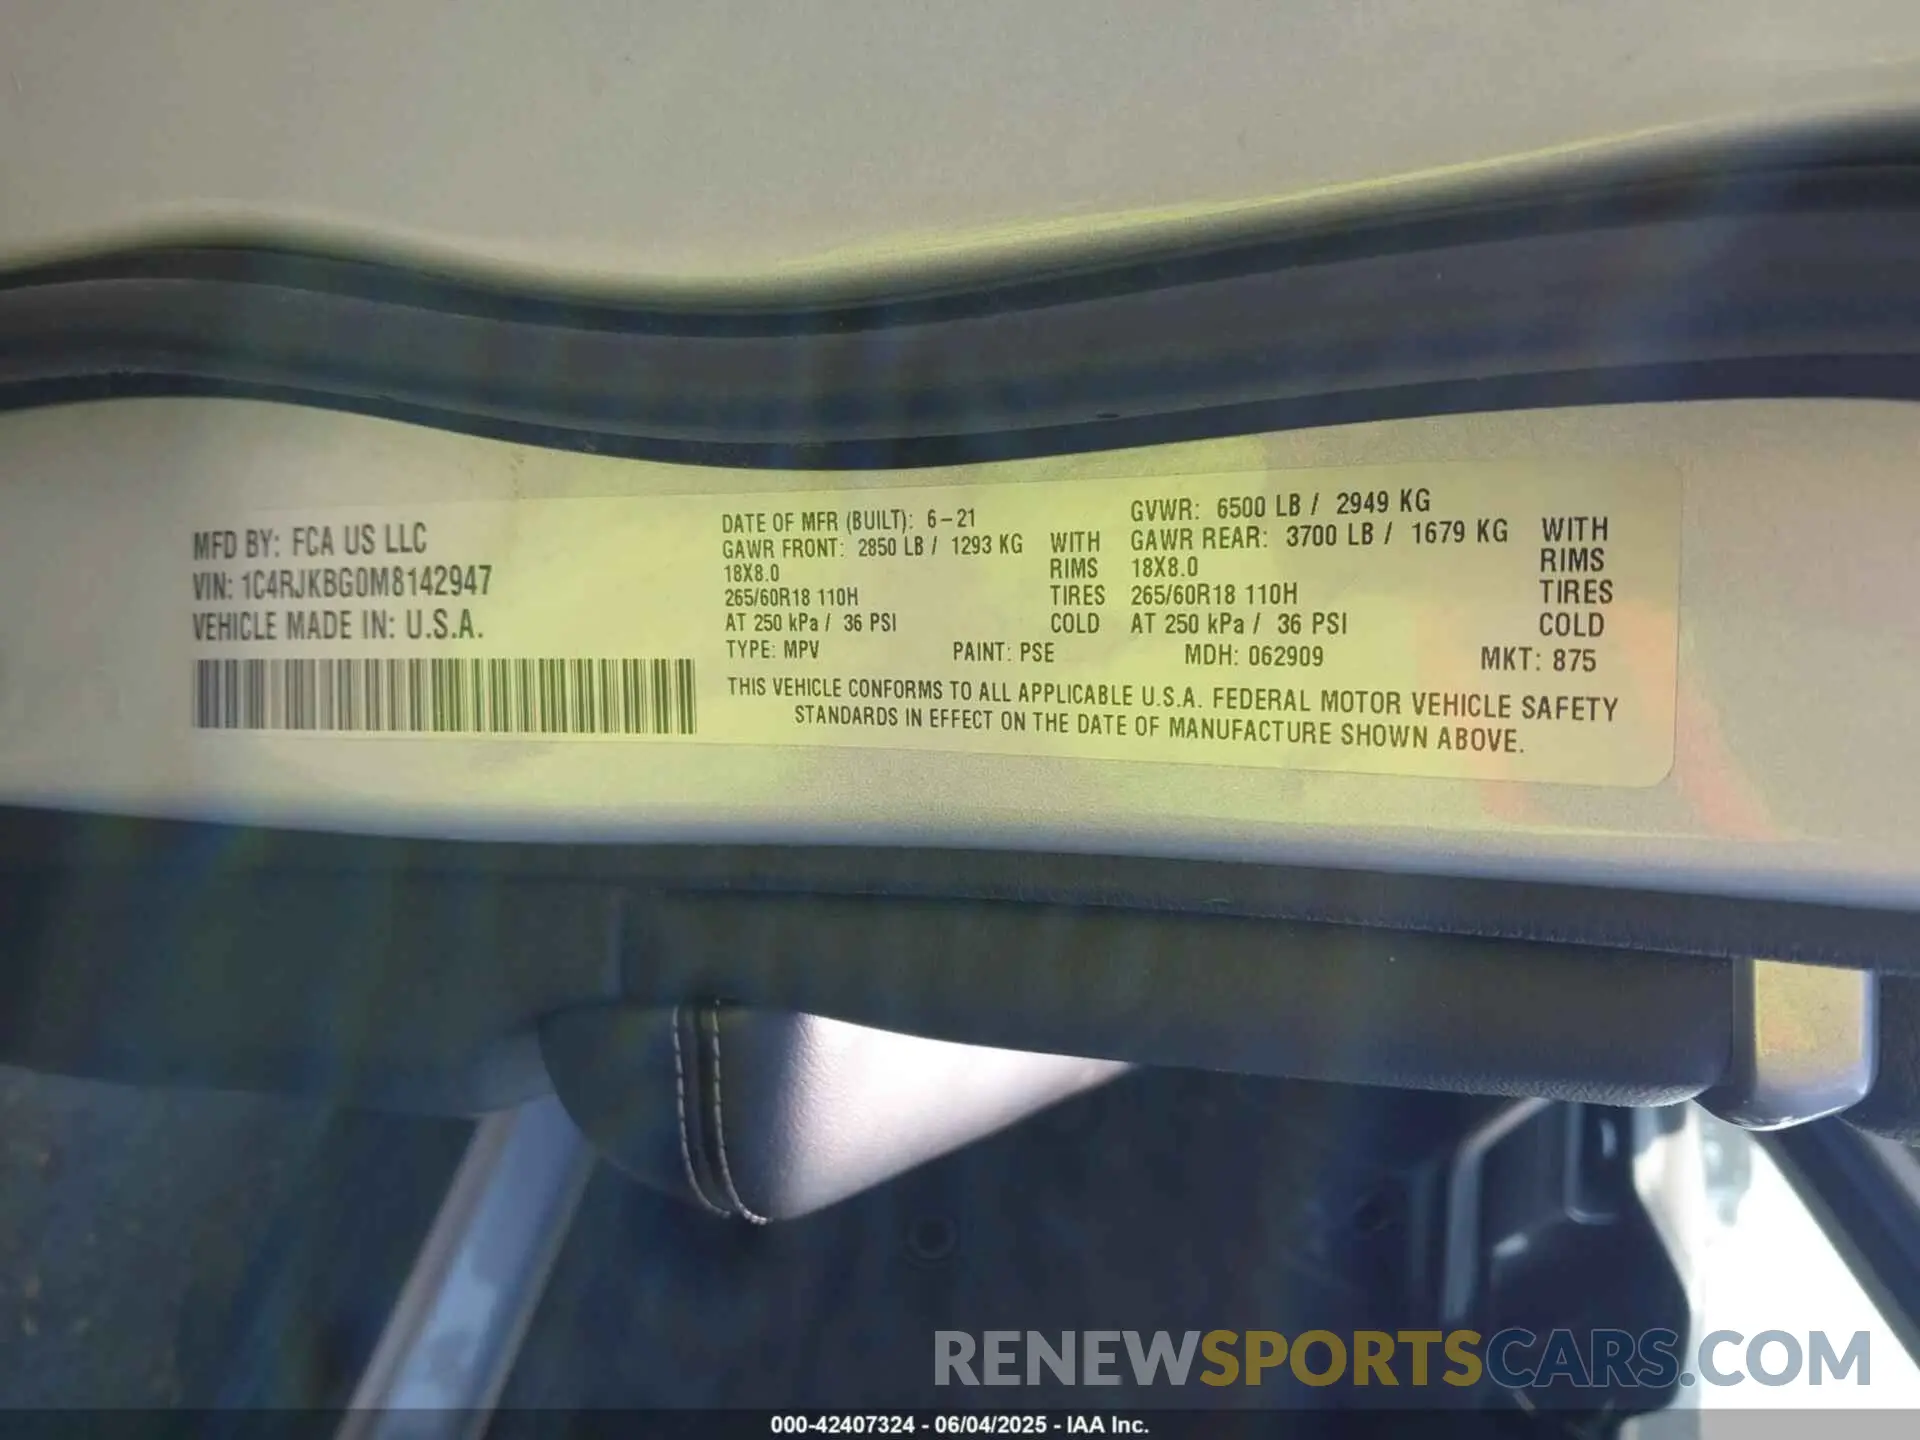 MFD BY: FCA US LLC
VIN: 1C4RJKBG0M8142947
VEHICLE MADE IN: U.S.A.
DATE OF MFR (BUILT): 6-21
GAWR FRONT: 2850 LB / 1293 KG WITH
18X8.0 RIMS
265/60R18 110H TIRES
AT 250 kPa / 36 PSI COLD
GVWR: 6500 LB / 2949 KG
GAWR REAR: 3700 LB / 1679 KG WITH
18X8.0 RIMS
265/60R18 110H TIRES
AT 250 kPa / 36 PSI COLD
TYPE: MPV PAINT: PSE MDH: 062909 MKT: 875
THIS VEHICLE CONFORMS TO ALL APPLICABLE U.S.A. FEDERAL MOTOR VEHICLE SAFETY
STANDARDS IN EFFECT ON THE DATE OF MANUFACTURE SHOWN ABOVE.
RENEWSPORTSCARS.COM
000-42407324 - 06/04/2025 - IAA Inc.